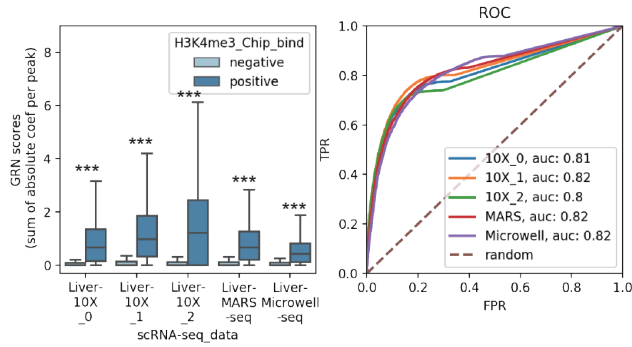 GRN scores
(sum of absolute coef per peak)
8
6
4
2
0
H3K4me3_Chip_bind
negative
positive
***
***
***
***
***
Liver-
10X
_0
Liver-
10X
_1
Liver-
10X
_2
Liver-
MARS
-seq
Liver-
Microwell
-seq
scRNA-seq_data
ROC
TPR
1.0
0.8
0.6
0.4
0.2
0.0
10X_0, auc: 0.81
10X_1, auc: 0.82
10X_2, auc: 0.8
MARS, auc: 0.82
Microwell, auc: 0.82
random
0.0 0.2 0.4 0.6 0.8 1.0
FPR